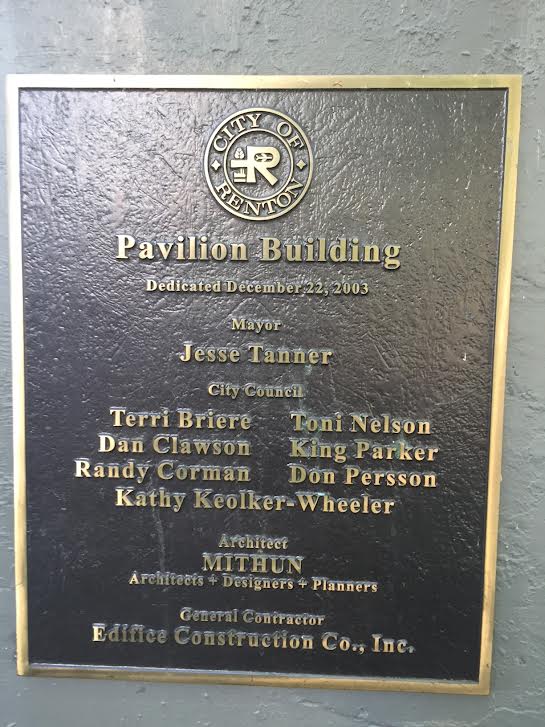 CITY OF
RENTON
R
Pavilion Building
Dedicated December 22, 2003
Mayor
Jesse Tanner
City Council
Terri Briere Toni Nelson
Dan Clawson King Parker
Randy Corman Don Persson
Kathy Keolker-Wheeler
Architect
MITHUN
Architects + Designers + Planners
General Contractor
Edifice Construction Co., Inc.